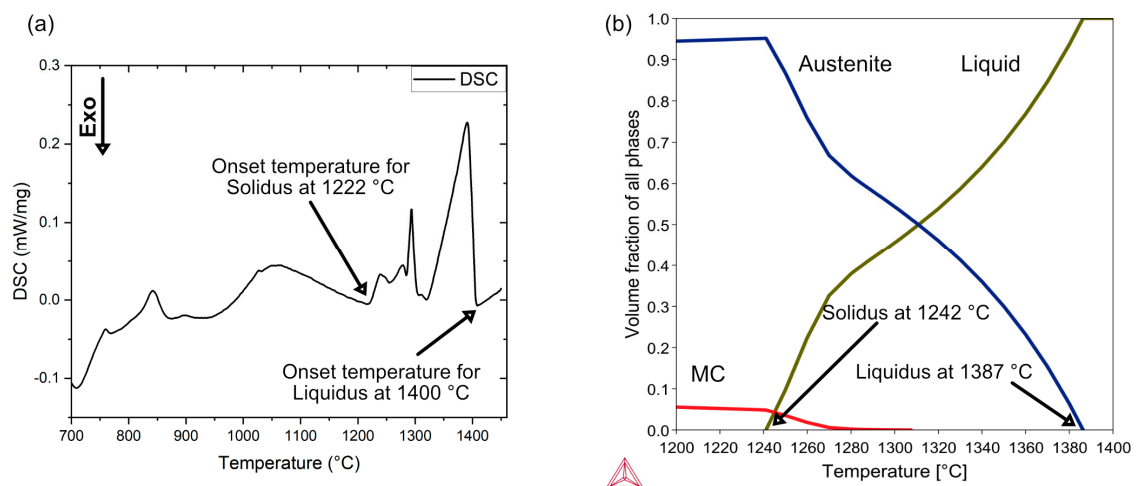 (a)
0.3
0.2
0.1
0.0
-0.1
DSC (mW/mg)
DSC
Exo
Onset temperature for
Solidus at 1222 °C
Onset temperature for
Liquidus at 1400 °C
700 800 900 1000 1100 1200 1300 1400
Temperature (°C)
(b)
1.0
0.9
0.8
0.7
0.6
0.5
0.4
0.3
0.2
0.1
0.0
Volume fraction of all phases
Austenite
Liquid
Solidus at 1242 °C
MC
Liquidus at 1387 °C
1200 1220 1240 1260 1280 1300 1320 1340 1360 1380 1400
Temperature [°C]